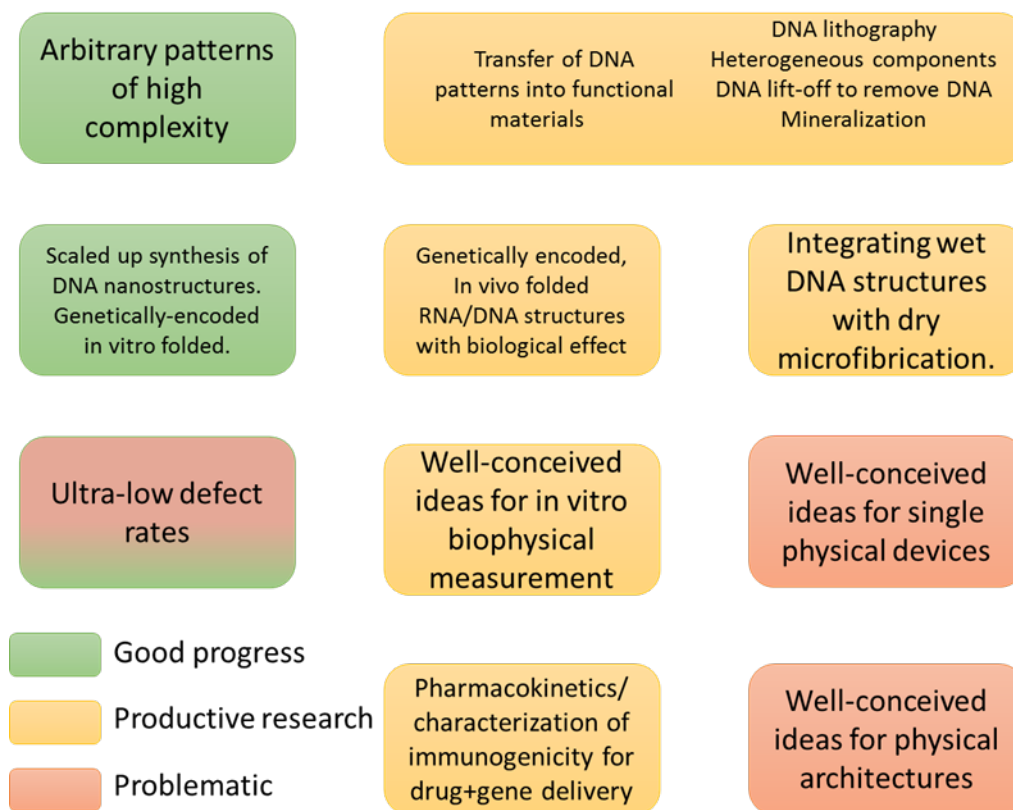 Arbitrary patterns
of high
complexity
Transfer of DNA
patterns into functional
materials
DNA lithography
Heterogeneous components
DNA lift-off to remove DNA
Mineralization
Scaled up synthesis of
DNA nanostructures.
Genetically-encoded
in vitro folded.
Genetically encoded,
In vivo folded
RNA/DNA structures
with biological effect
Integrating wet
DNA structures
with dry
microfibrication.
Ultra-low defect
rates
Well-conceived
ideas for in vitro
biophysical
measurement
Well-conceived
ideas for single
physical devices
Good progress
Productive research
Problematic
Pharmacokinetics/
characterization of
immunogenicity for
drug+gene delivery
Well-conceived
ideas for physical
architectures